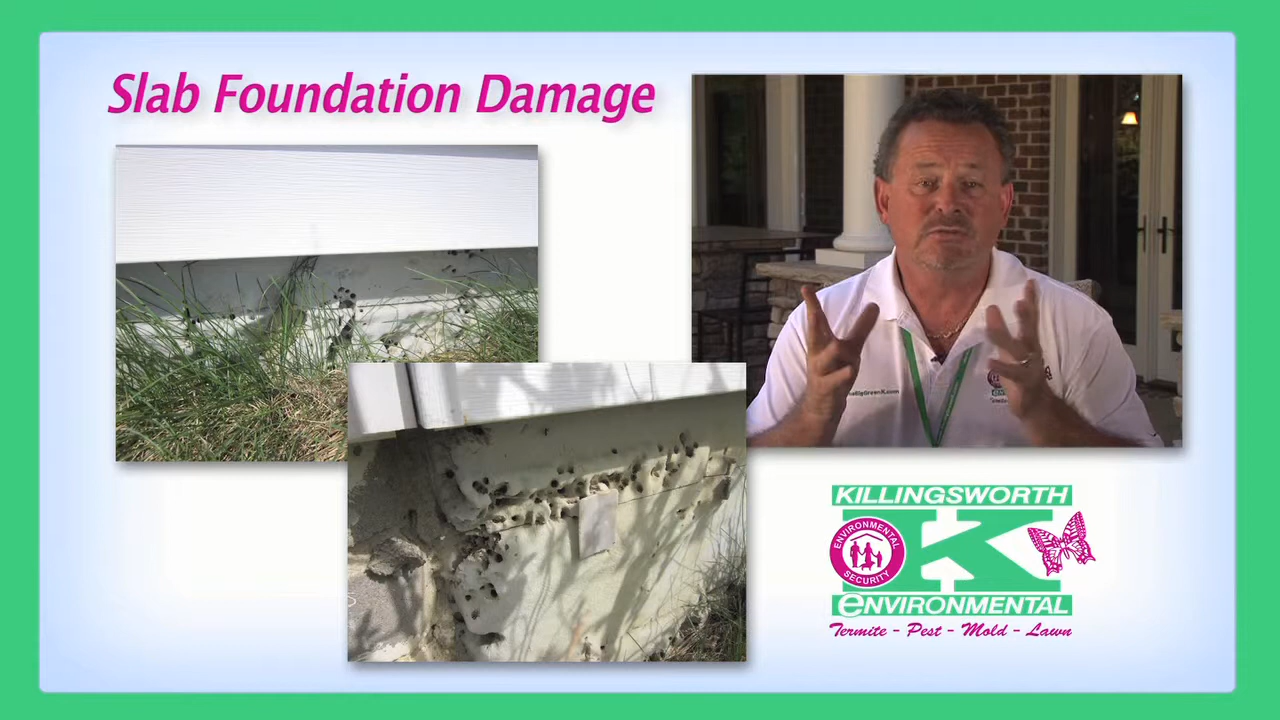 Slab Foundation Damage
KILLINGSWORTH
K
ENVIRONMENTAL
SECURITY
eNVIRONMENTAL
Termite - Pest - Mold - Lawn